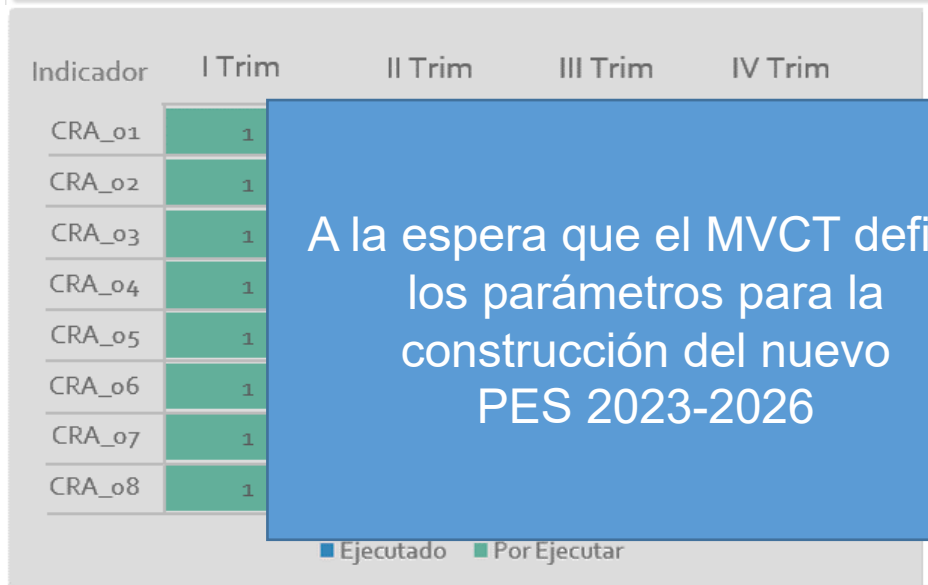 Indicador I Trim II Trim III Trim IV Trim
CRA_01 1
CRA_02 1
CRA_03 1
CRA_04 1
CRA_05 1
CRA_06 1
CRA_07 1
CRA_08 1
A la espera que el MVCT defi
los parámetros para la
construcción del nuevo
PES 2023-2026
Ejecutado Por Ejecutar